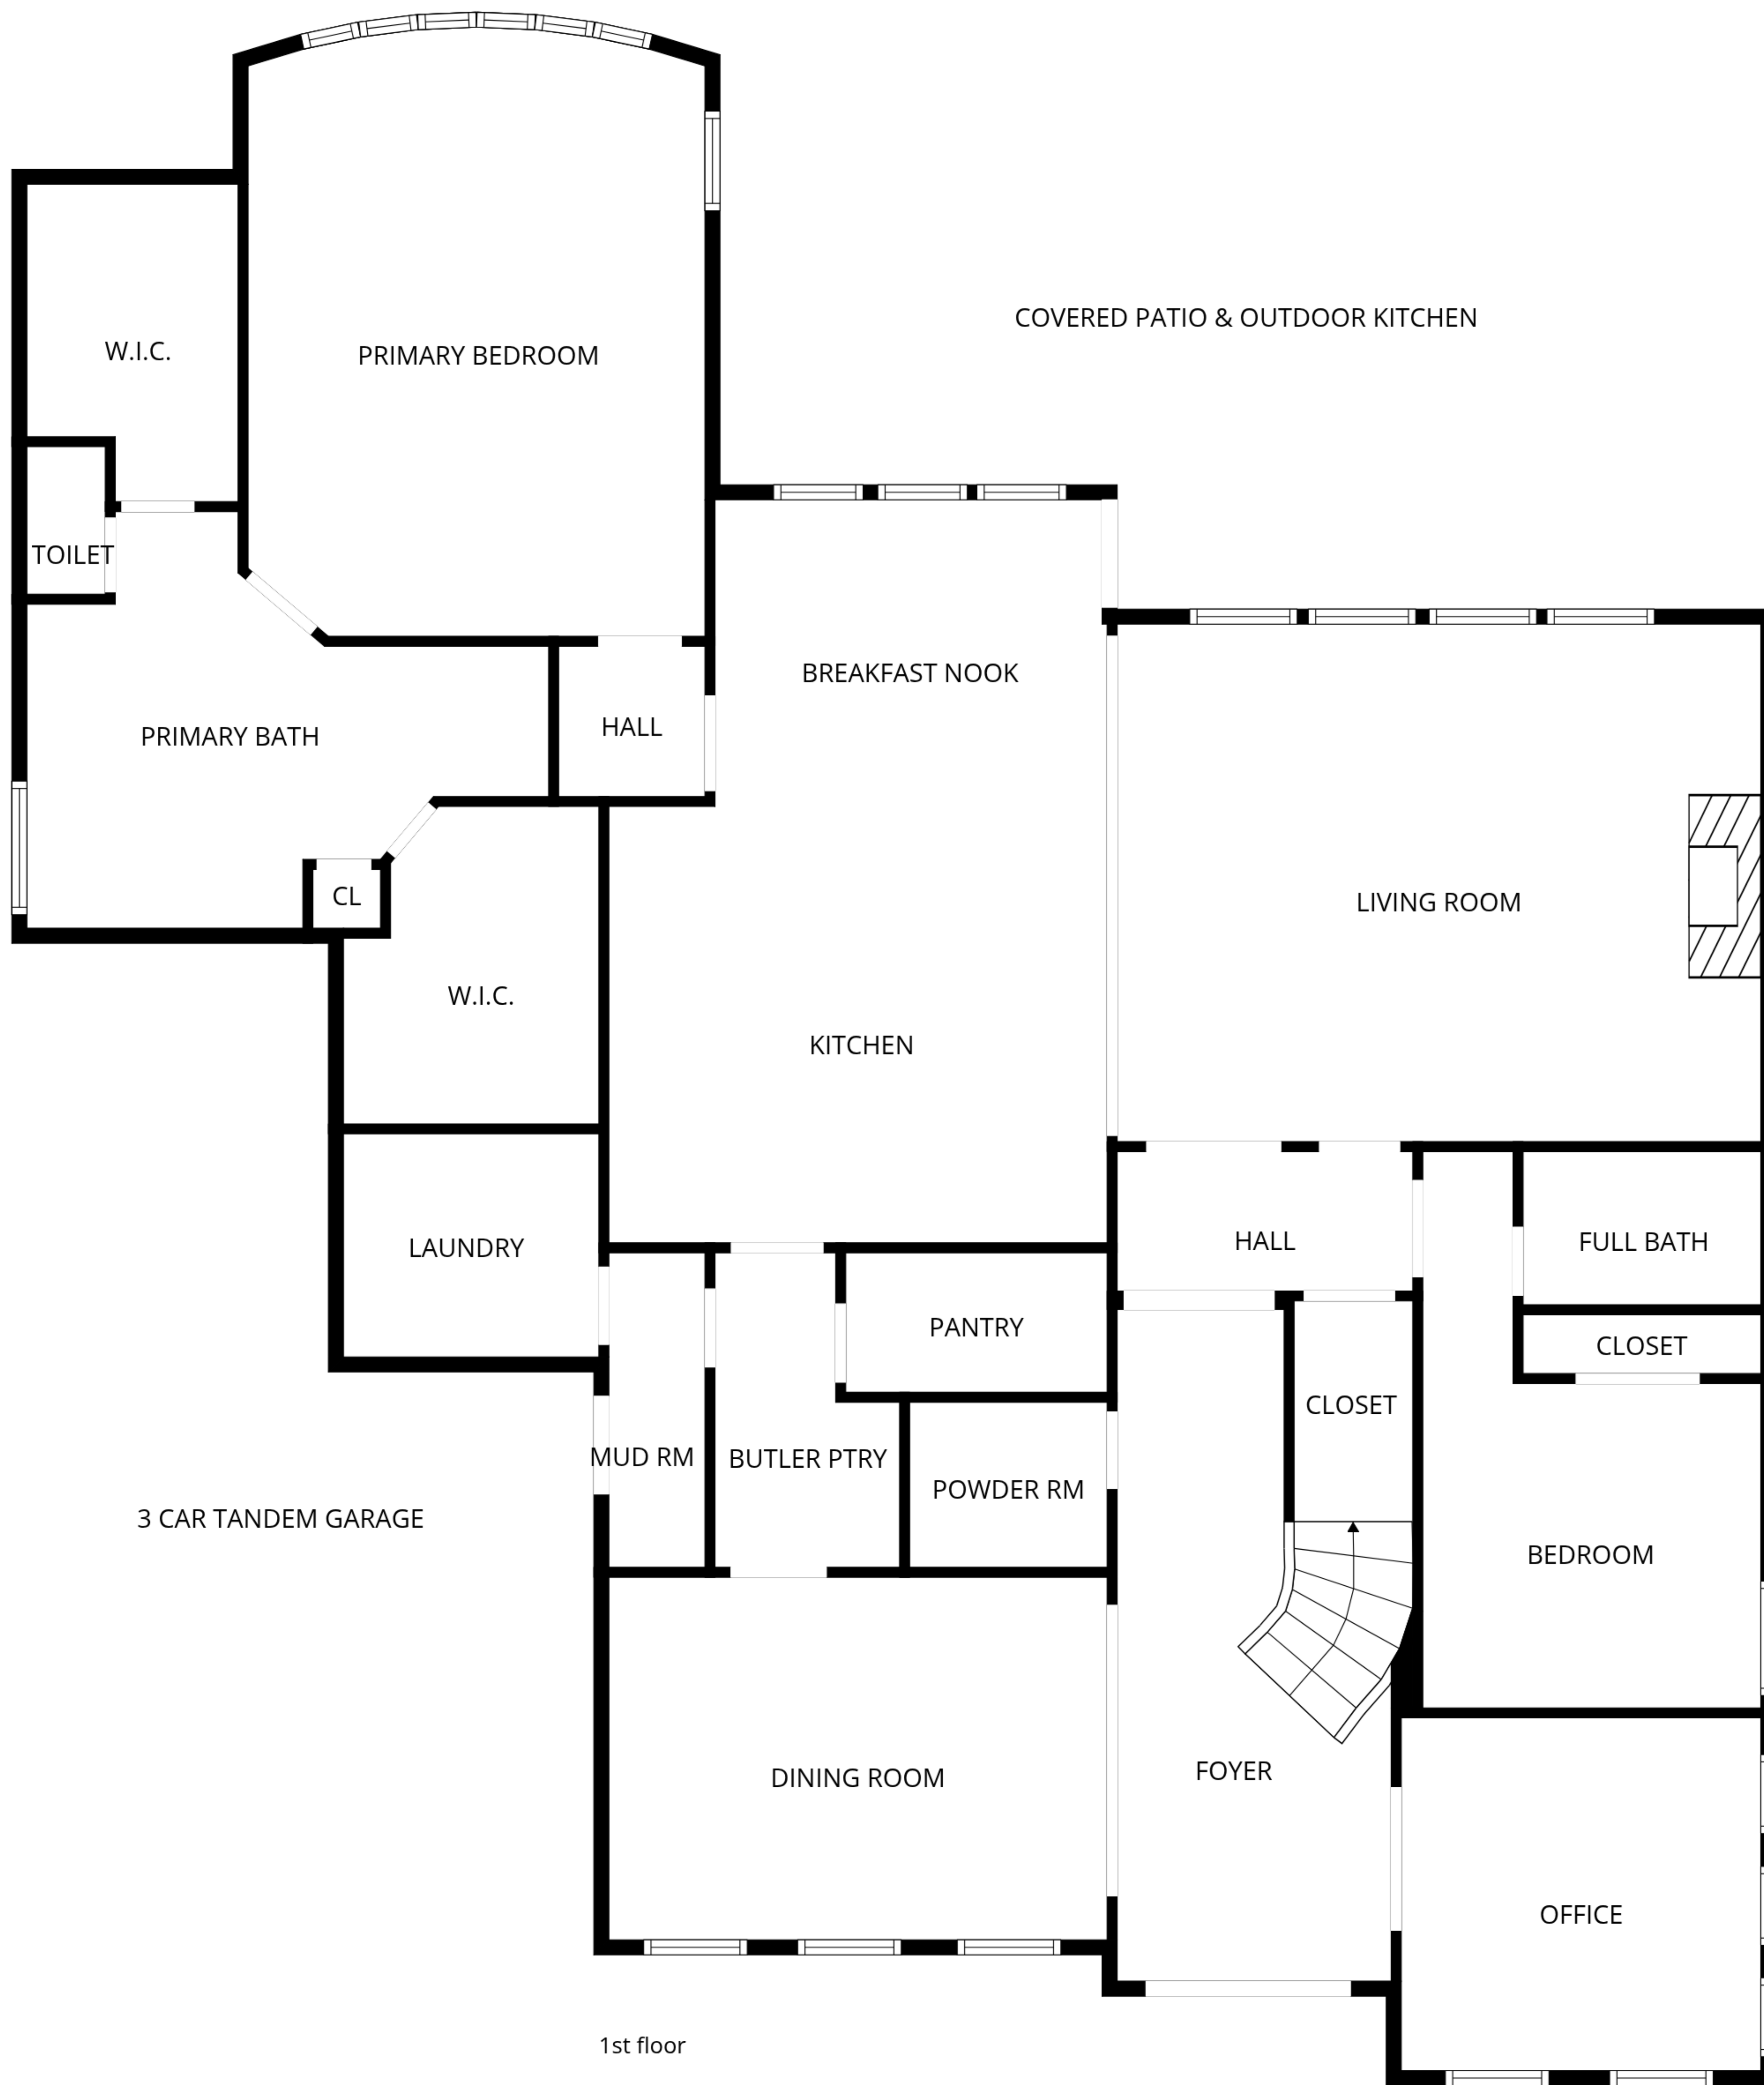 COVERED PATIO & OUTDOOR KITCHEN
W.I.C.
PRIMARY BEDROOM
TOILET
BREAKFAST NOOK
HALL
PRIMARY BATH
CL
LIVING ROOM
W.I.C.
KITCHEN
HALL
FULL BATH
LAUNDRY
PANTRY
CLOSET
CLOSET
MUD RM
BUTLER PTRY
POWDER RM
3 CAR TANDEM GARAGE
BEDROOM
FOYER
DINING ROOM
OFFICE
1st floor